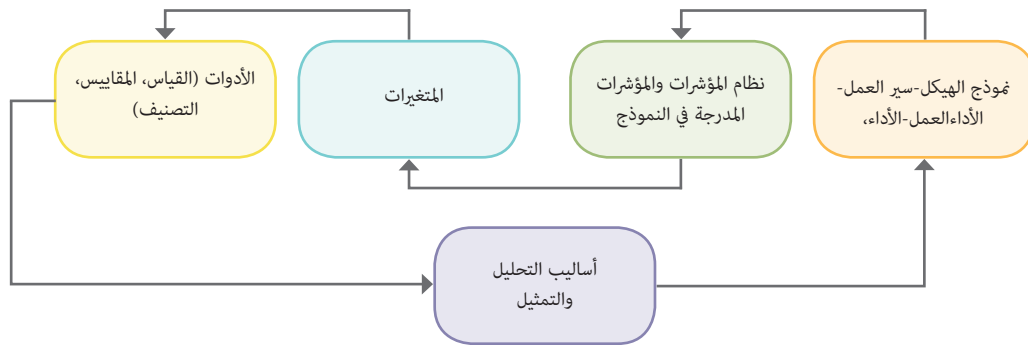 نموذج الهيكل-سير العمل-
الأداءالعمل-الأداء،
نظام المؤشرات والمؤشرات
المدرجة في النموذج
المتغيرات
الأدوات (القياس، المقاييس،
التصنيف)
أساليب التحليل
والتمثيل